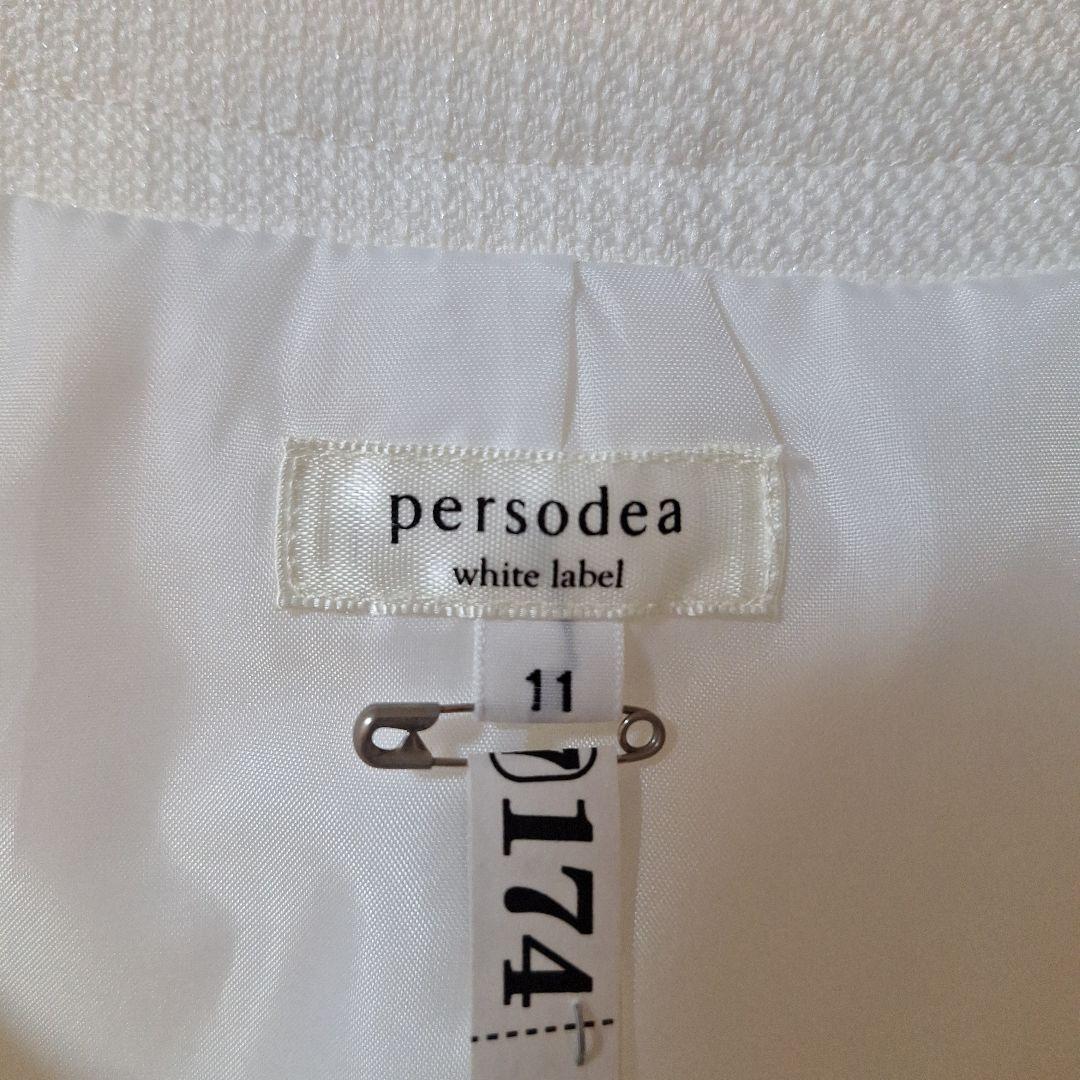 persodea
white label
11
174